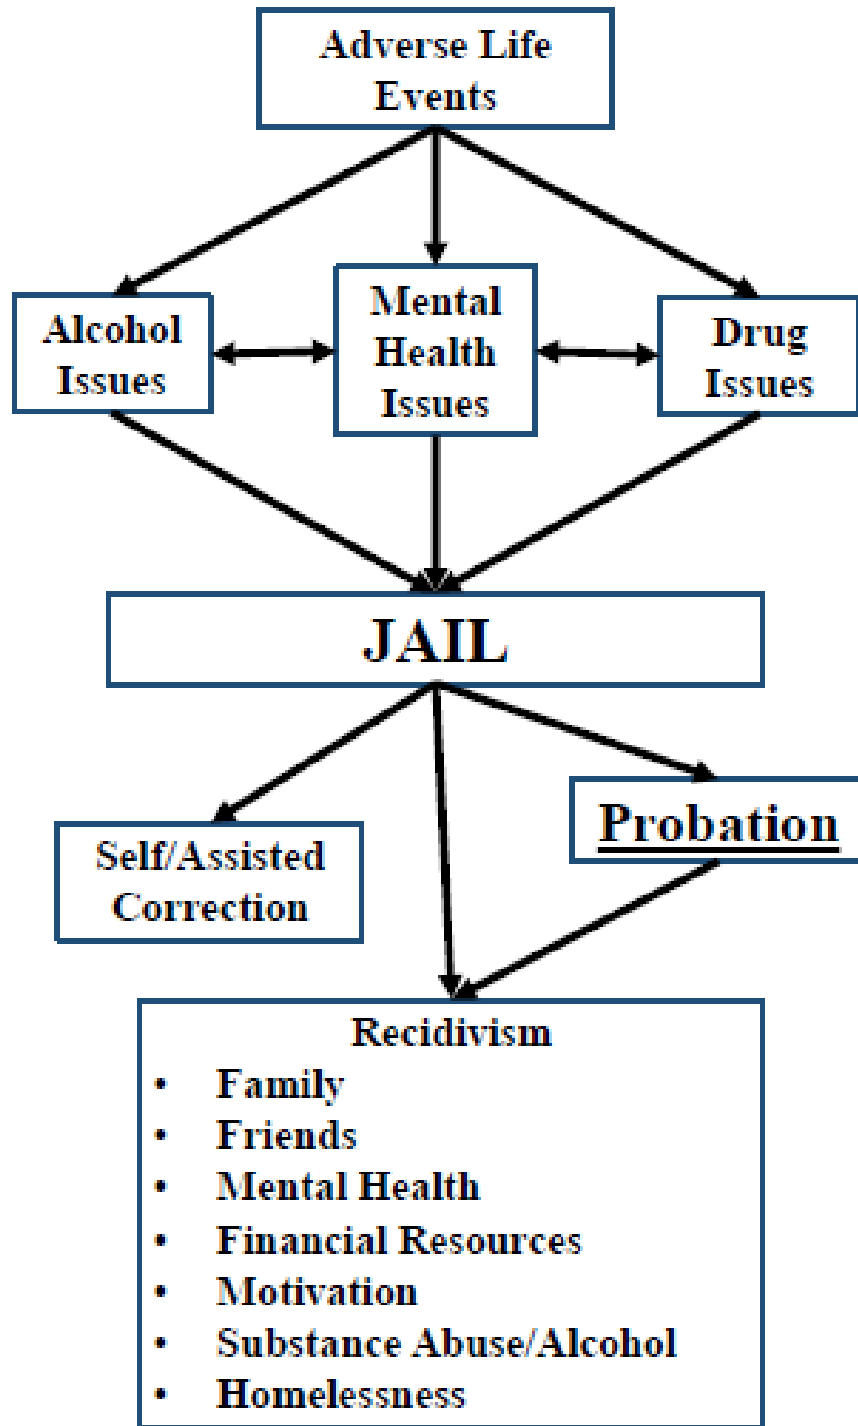 Adverse Life
Events
Alcohol
Issues
Mental
Health
Issues
Drug
Issues
JAIL
Self/Assisted
Correction
Probation
Recidivism
• Family
• Friends
• Mental Health
• Financial Resources
• Motivation
• Substance Abuse/Alcohol
• Homelessness